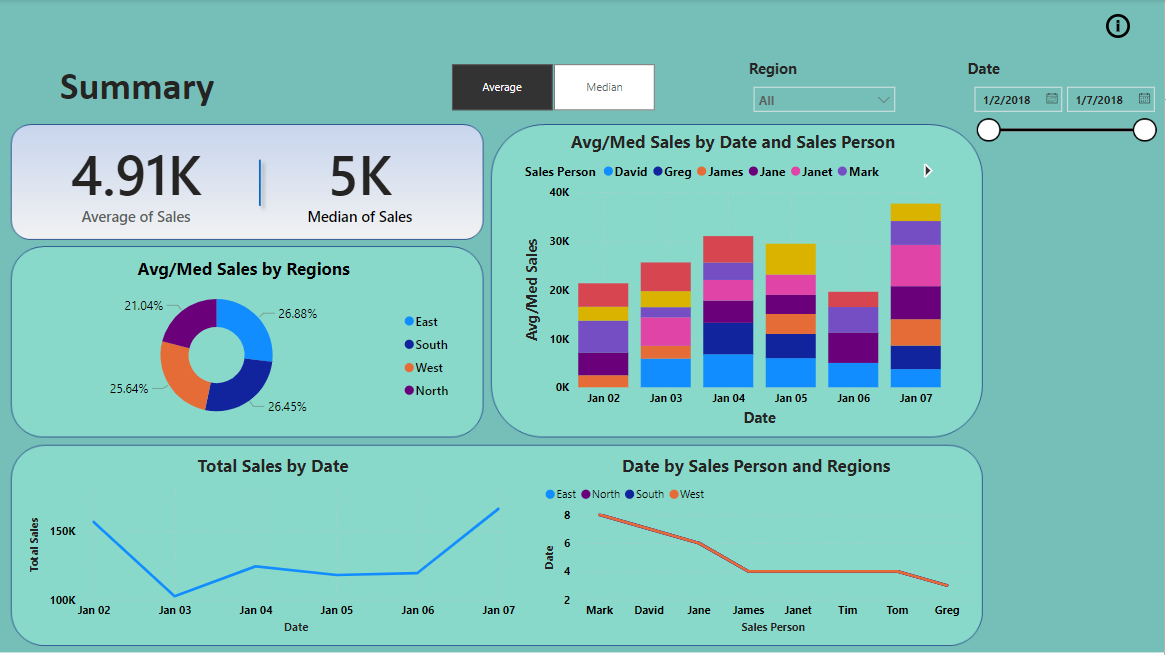 Summary
Average
Median
Region
All
Date
1/2/2018
1/7/2018
4.91K
Average of Sales
5K
Median of Sales
Avg/Med Sales by Date and Sales Person
Sales Person David Greg James Jane Janet Mark
Avg/Med Sales
40K
30K
20K
10K
0K
Jan 02 Jan 03 Jan 04 Jan 05 Jan 06 Jan 07
Date
Avg/Med Sales by Regions
21.04%
26.88%
25.64%
26.45%
East
South
West
North
Total Sales by Date
Total Sales
150K
100K
Jan 02 Jan 03 Jan 04 Jan 05 Jan 06 Jan 07
Date
Date by Sales Person and Regions
East North South West
Date
8
6
4
2
Mark David Jane James Janet Tim Tom Greg
Sales Person